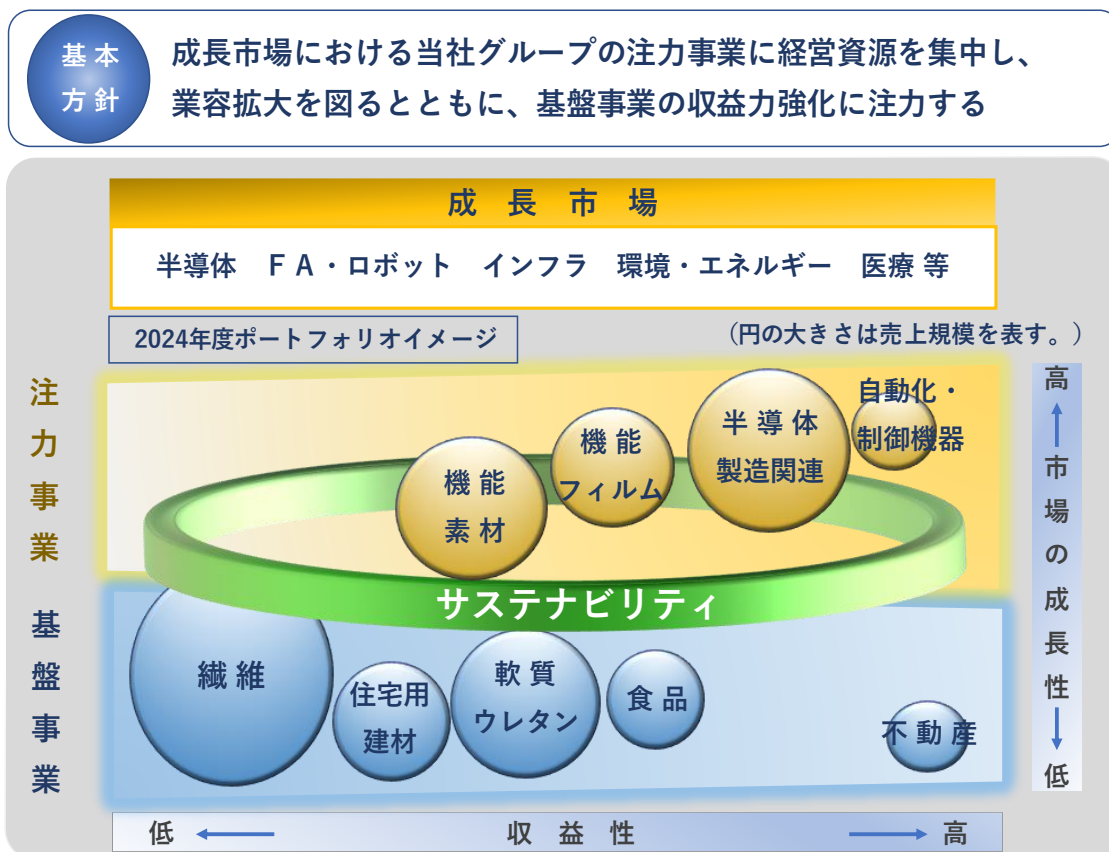 基本
方針
成長市場における当社グループの注力事業に経営資源を集中し、
業容拡大を図るとともに、基盤事業の収益力強化に注力する
成長市場
半導体　ＦＡ・ロボット　インフラ　環境・エネルギー　医療 等
2024年度ポートフォリオイメージ
（円の大きさは売上規模を表す。）
注力事業
自動化・
制御機器
半導体
製造関連
機能
フィルム
機能
素材
サステナビリティ
基盤事業
繊維
住宅用
建材
軟質
ウレタン
食品
不動産
高
市場の成長性
低
低
収益性
高